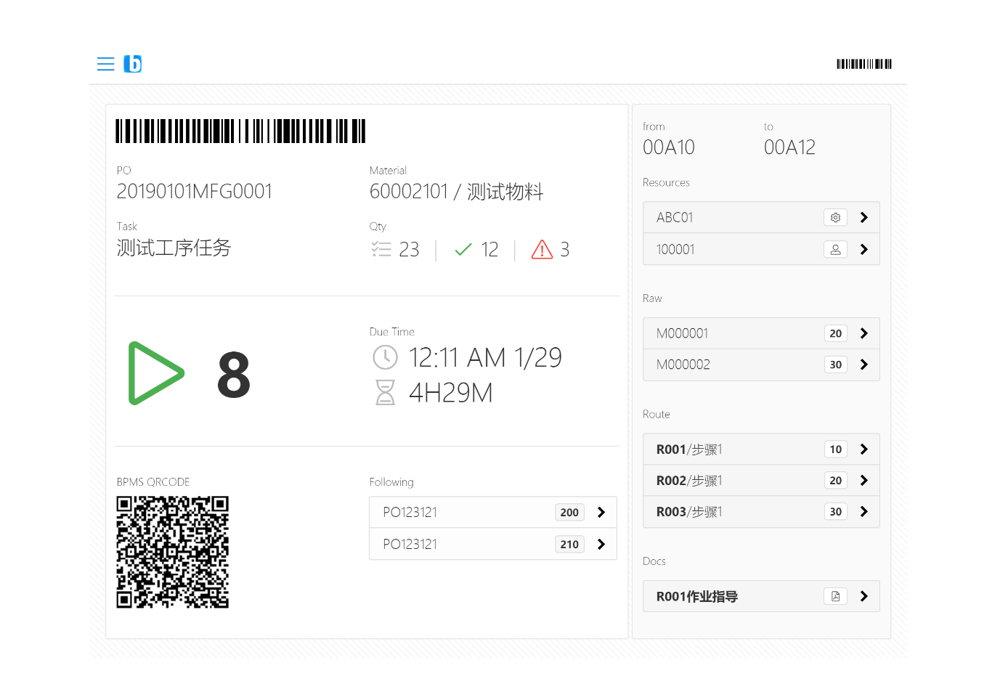 b
PO
20190101MFG0001
Material
60002101 / 测试物料
Task
测试工序任务
Qty
23
12
3
8
Due Time
12:11 AM 1/29
4H29M
BPMS QRCODE
Following
PO123121 200
PO123121 210
from
00A10
to
00A12
Resources
ABC01
100001
Raw
M000001 20
M000002 30
Route
R001/步骤1 10
R002/步骤1 20
R003/步骤1 30
Docs
R001作业指导